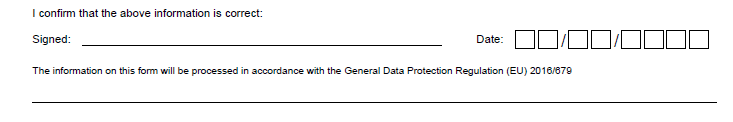 I confirm that the above information is correct:
Signed: Date: / /
The information on this form will be processed in accordance with the General Data Protection Regulation (EU) 2016/679